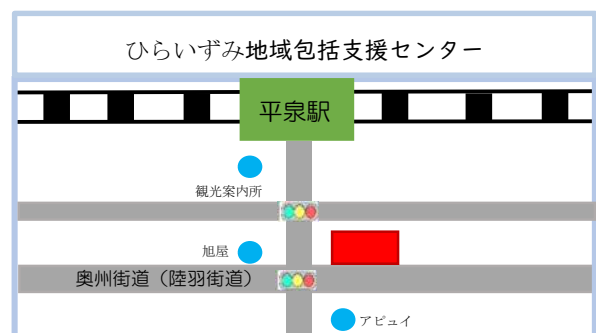 ひらいずみ地域包括支援センター
平泉駅
観光案内所
旭屋
奥州街道（陸羽街道）
アピュイ